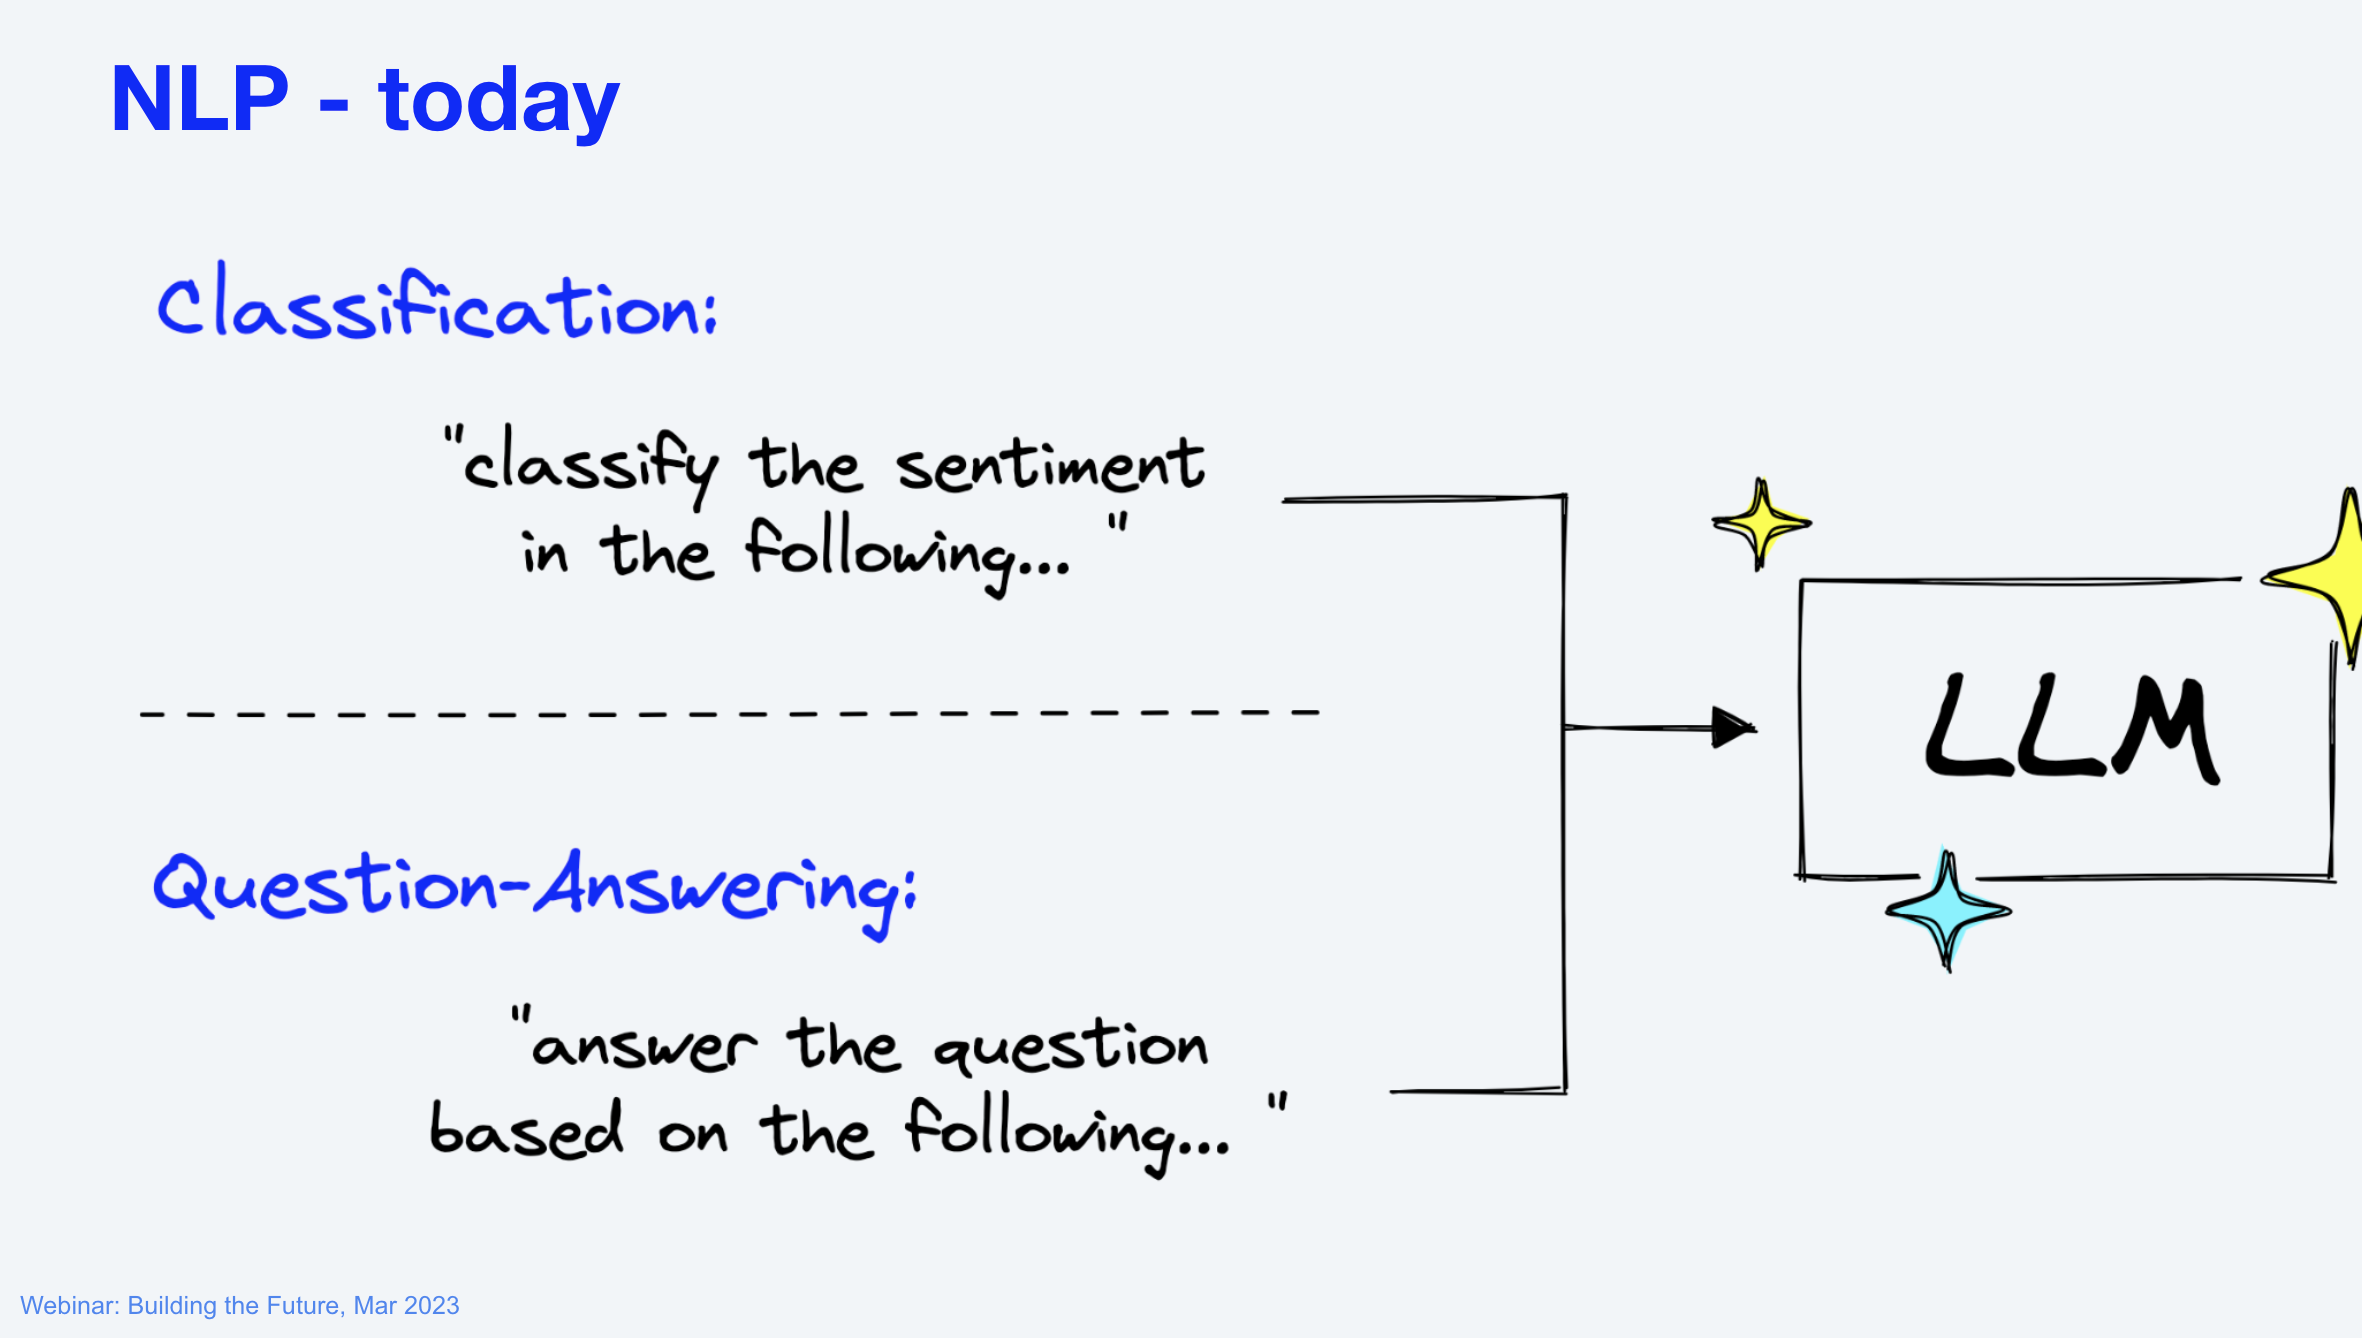 NLP - today
Classification:
"classify the sentiment
in the following... "
Question-Answering:
"answer the question
based on the following... "
LLM
Webinar: Building the Future, Mar 2023